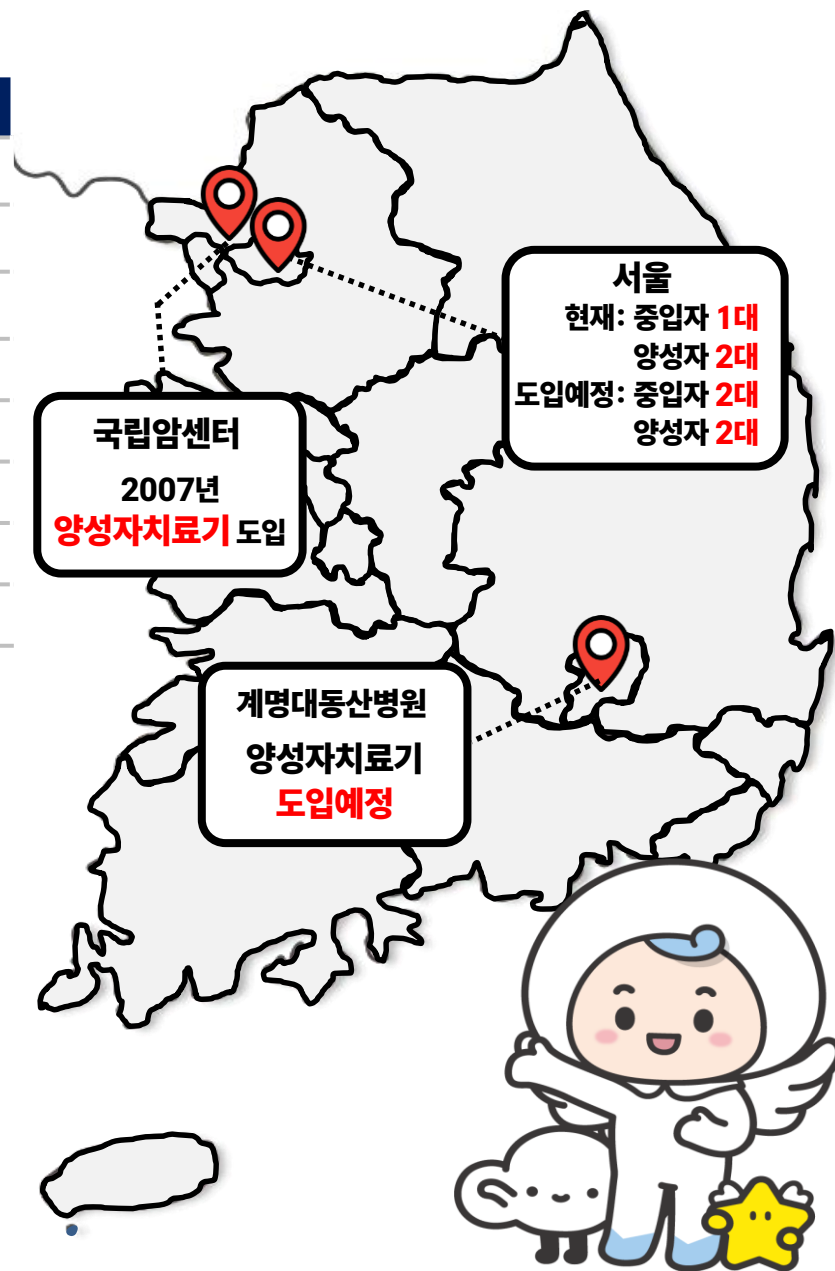 서울
현재: 중입자 1대
양성자 2대
도입예정: 중입자 2대
양성자 2대
국립암센터
2007년
양성자치료기 도입
계명대동산병원
양성자치료기
도입예정